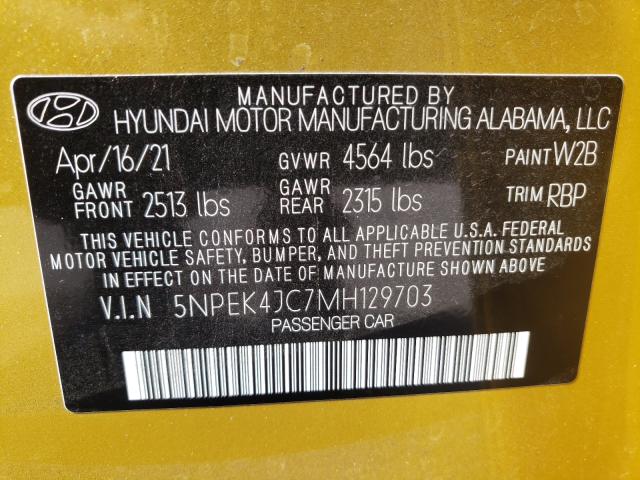 MANUFACTURED BY
HYUNDAI MOTOR MANUFACTURING ALABAMA, LLC
Apr/16/21 GVWR 4564 lbs PAINT W2B
GAWR FRONT 2513 lbs GAWR REAR 2315 lbs TRIM RBP
THIS VEHICLE CONFORMS TO ALL APPLICABLE U.S.A. FEDERAL
MOTOR VEHICLE SAFETY, BUMPER, AND THEFT PREVENTION STANDARDS
IN EFFECT ON THE DATE OF MANUFACTURE SHOWN ABOVE
V.I.N 5NPEK4JC7MH129703
PASSENGER CAR